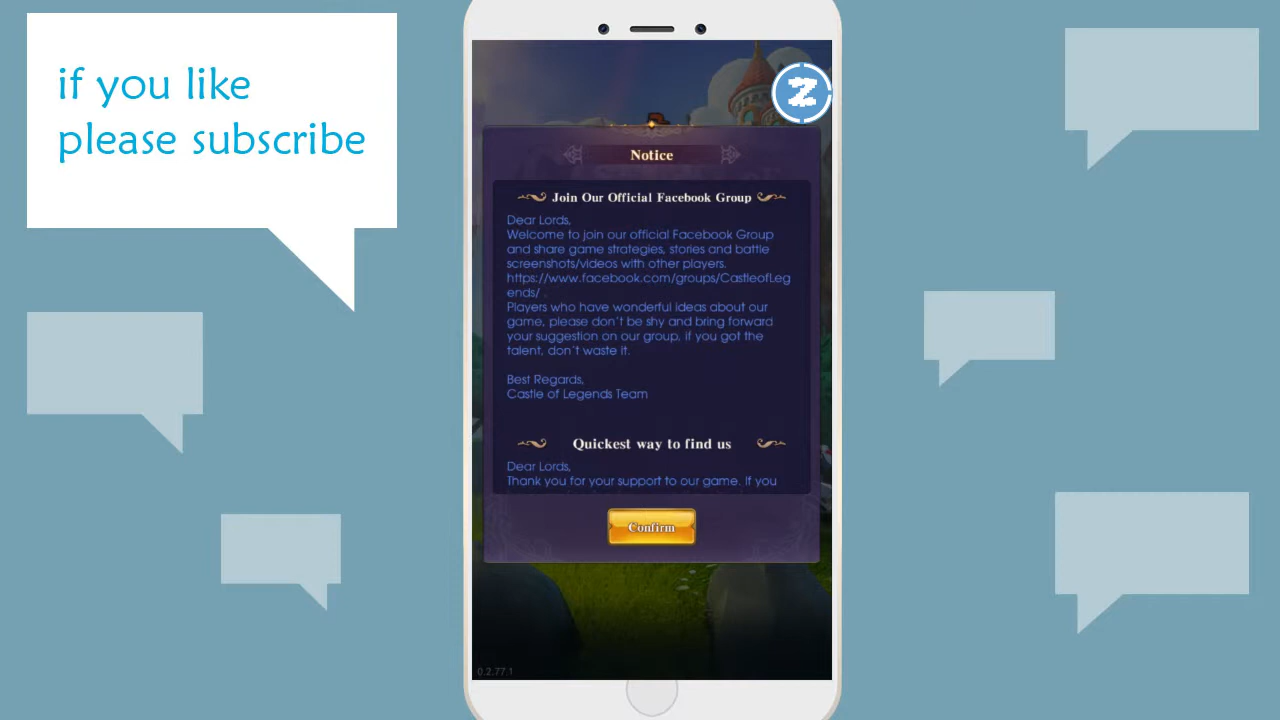 if you like
please subscribe
Z
Notice
Join Our Official Facebook Group
Dear Lords,
Welcome to join our official Facebook Group
and share game strategies, stories and battle
screenshots/videos with other players.
https://www.facebook.com/groups/CastleofLeg
ends/ .
Players who have wonderful ideas about our
game, please don't be shy and bring forward
your suggestion on our group, if you got the
talent, don't waste it.
Best Regards,
Castle of Legends Team
Quickest way to find us
Dear Lords,
Thank you for your support to our game. If you
Confirm
0.2.77.1